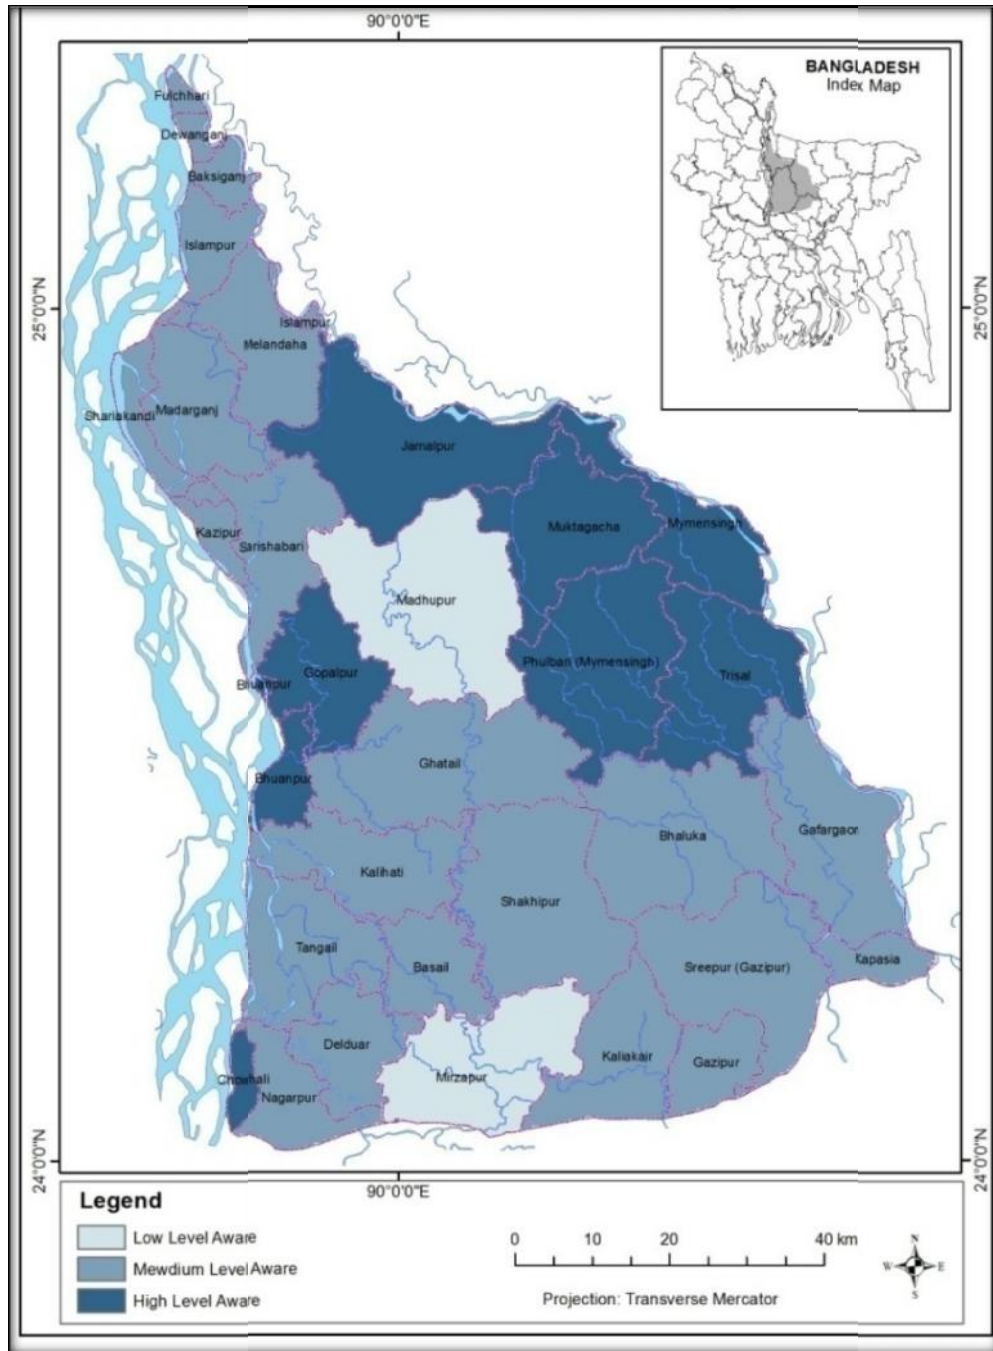 90°0'0"E
BANGLADESH
Index Map
Fulchhari
Dewanganj
Baksiganj
Islampur
25°0'0"N
25°0'0"N
Islampur
Melandaha
Shariakandi
Madarganj
Jamalpur
Muktagacha
Mymensingh
Kazipur
Sarishabari
Madhupur
Phulbari (Mymensingh)
Gopalpur
Trisal
Bhuanpur
Ghatail
Bhuanpur
Gafargaon
Bhaluka
Kalihati
Shakhipur
Tangail
Basail
Sreepur (Gazipur)
Kapasia
Delduar
Kaliakair
Gazipur
Chowhali
Mirzapur
Nagarpur
24°0'0"N
24°0'0"N
90°0'0"E
Legend
Low Level Aware
Mewdium Level Aware
High Level Aware
0 10 20 40 km
Projection: Transverse Mercator
N
W E
S